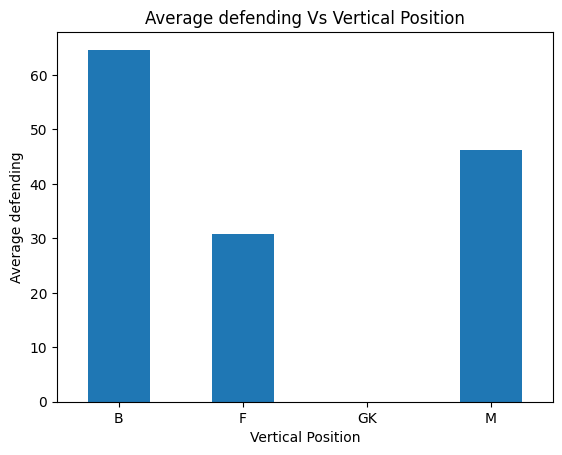 Average defending Vs Vertical Position
Average defending
60
50
40
30
20
10
0
B F GK M
Vertical Position